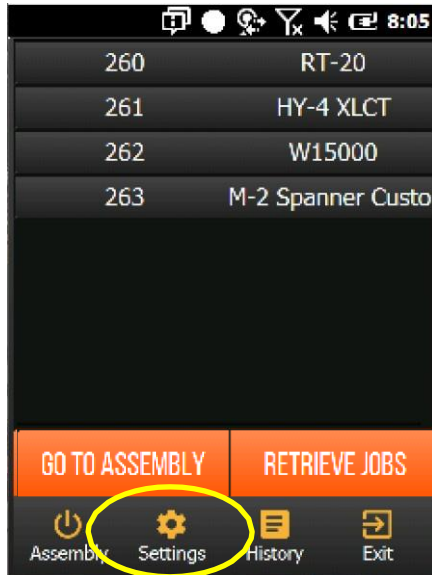 8:05
260 RT-20
261 HY-4 XLCT
262 W15000
263 M-2 Spanner Custo
GO TO ASSEMBLY RETRIEVE JOBS
Assembly Settings History Exit